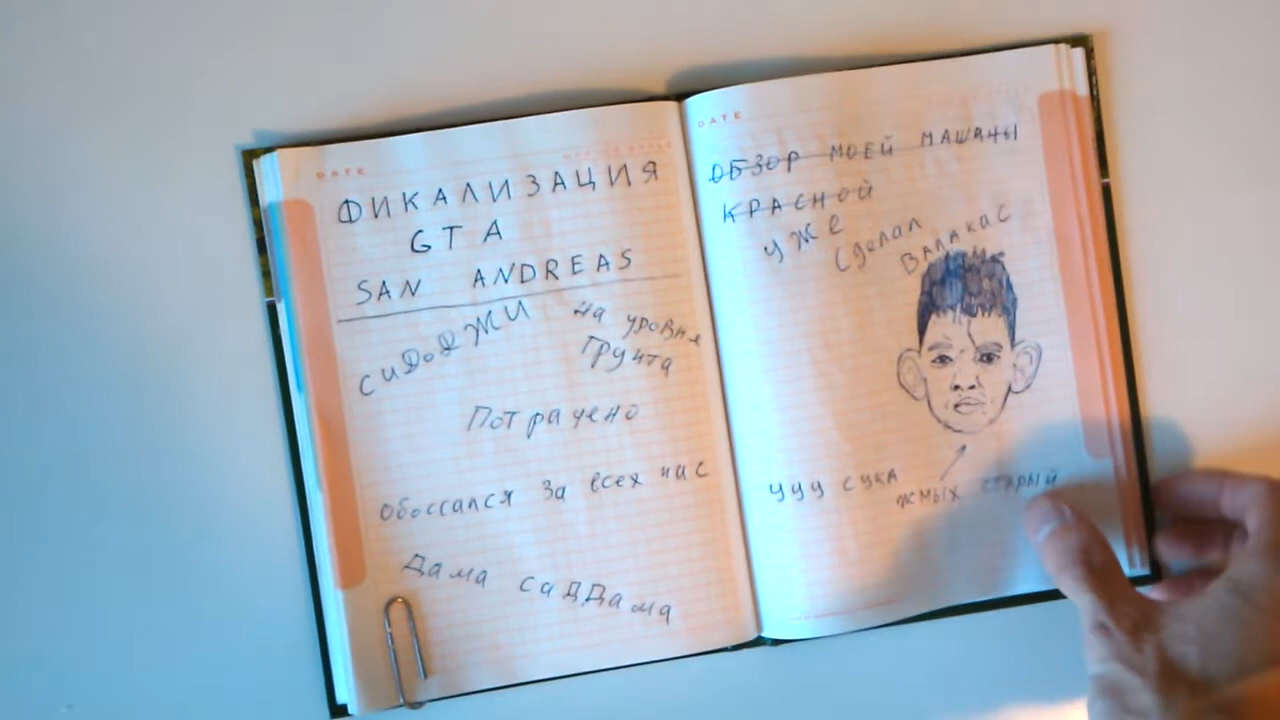 DATE
ФИКАЛИЗАЦИЯ
GTA
SAN ANDREAS
СИДОДЖИ
на уровня
Грунта
Потрачено
Обоссался за всех нас
Дама саддама
DATE
ОБЗОР МОЕЙ МАШИНЫ
КРАСНОЙ
УЖЕ
Сделал
ВАЛАКАС
УУУ СУКА
ЖМЫХ СТАРЫЙ